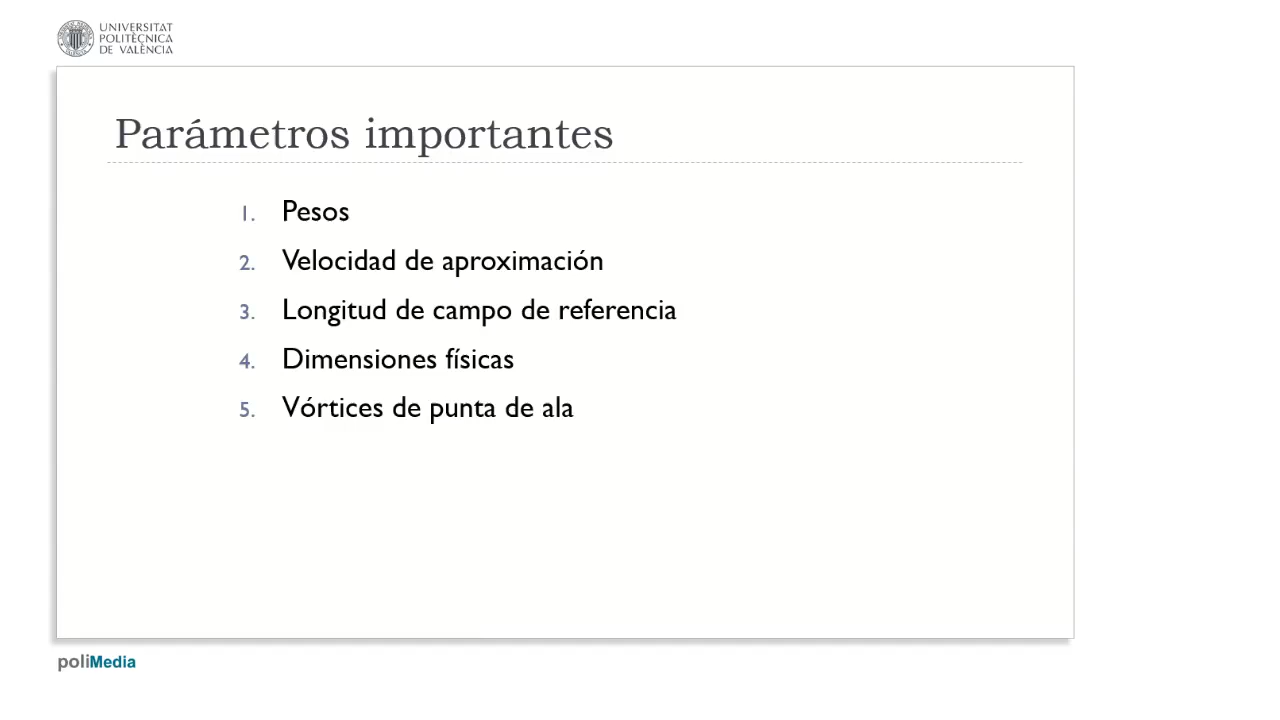 UNIVERSITAT
POLITÈCNICA
DE VALÈNCIA
Parámetros importantes
1. Pesos
2. Velocidad de aproximación
3. Longitud de campo de referencia
4. Dimensiones físicas
5. Vórtices de punta de ala
poliMedia